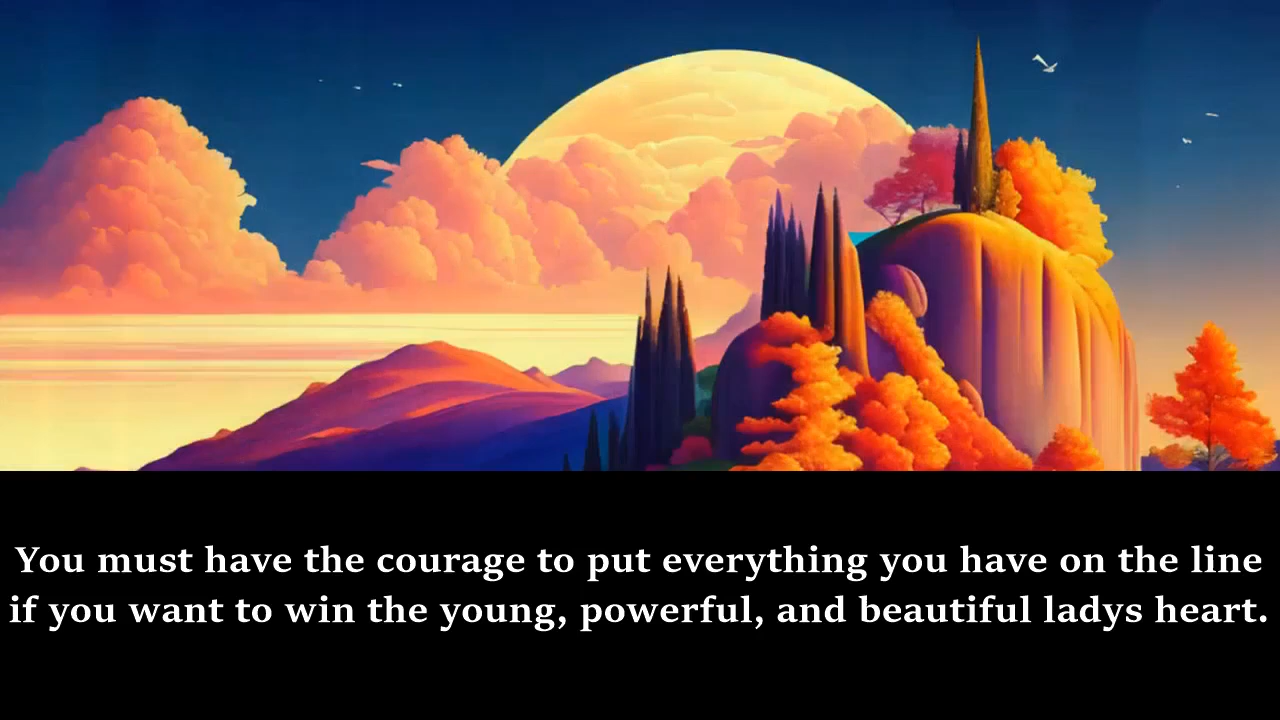 You must have the courage to put everything you have on the line
if you want to win the young, powerful, and beautiful ladys heart.